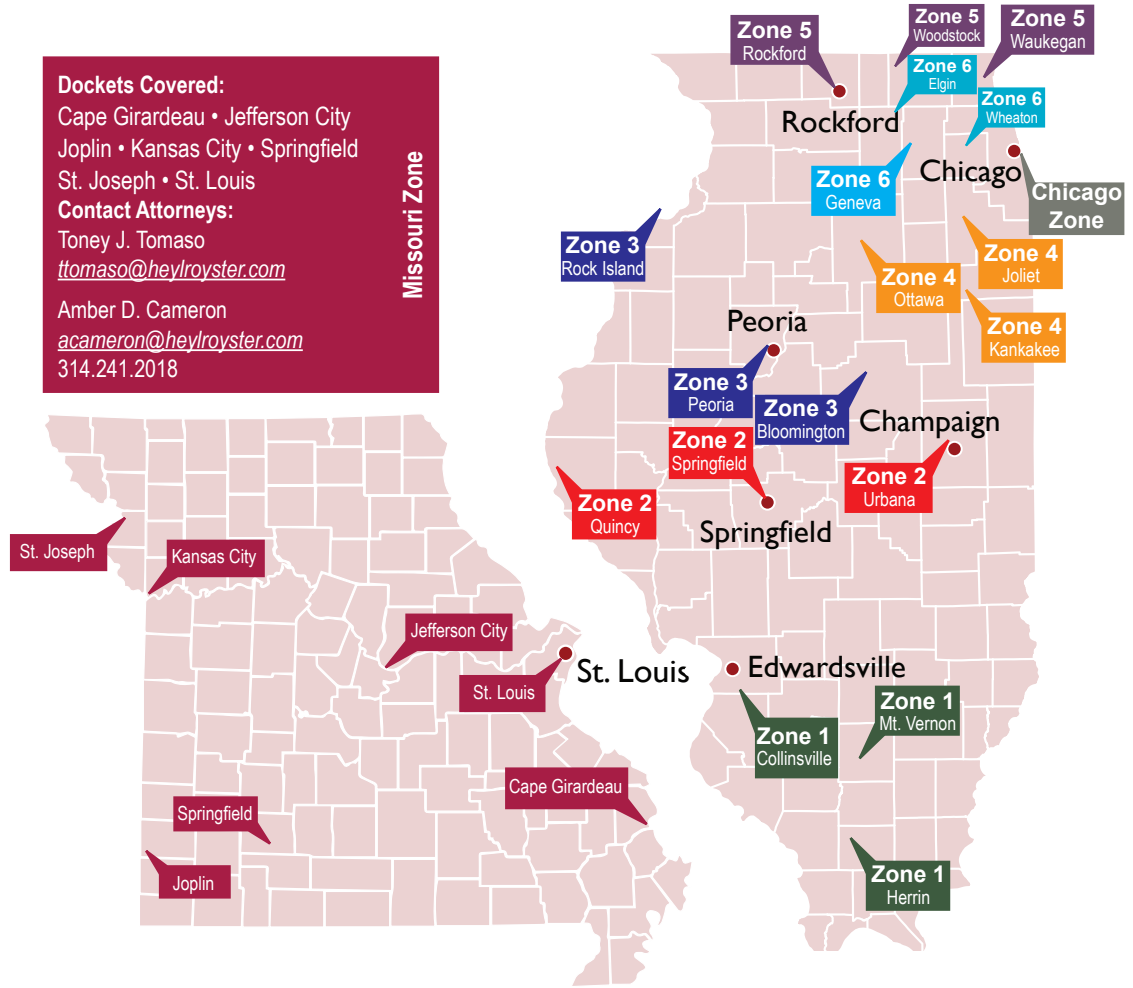 Dockets Covered:
Cape Girardeau • Jefferson City
Joplin • Kansas City • Springfield
St. Joseph • St. Louis
Contact Attorneys:
Toney J. Tomaso
ttomaso@heylroyster.com
Amber D. Cameron
acameron@heylroyster.com
314.241.2018
Missouri Zone
St. Joseph
Kansas City
Jefferson City
St. Louis
St. Louis
Cape Girardeau
Springfield
Joplin
Zone 5
Rockford
Zone 5
Woodstock
Zone 5
Waukegan
Zone 6
Elgin
Zone 6
Wheaton
Rockford
Chicago
Zone 6
Geneva
Chicago
Zone
Zone 3
Rock Island
Zone 4
Joliet
Zone 4
Ottawa
Zone 4
Kankakee
Peoria
Zone 3
Peoria
Zone 3
Bloomington
Champaign
Zone 2
Springfield
Zone 2
Urbana
Zone 2
Quincy
Springfield
Edwardsville
Zone 1
Mt. Vernon
Zone 1
Collinsville
Zone 1
Herrin